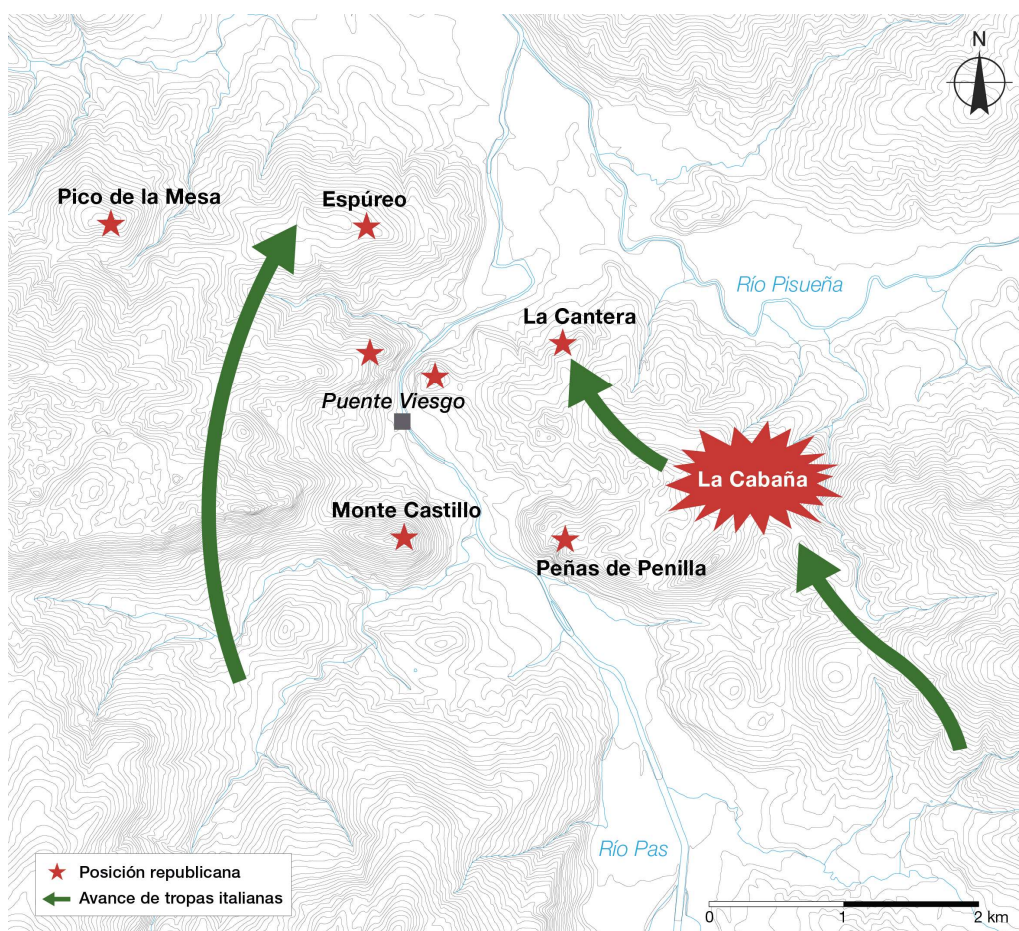 N
Pico de la Mesa
Espúreo
Río Pisueña
La Cantera
Puente Viesgo
La Cabaña
Monte Castillo
Peñas de Penilla
Río Pas
Posición republicana
Avance de tropas italianas
0 1 2 km